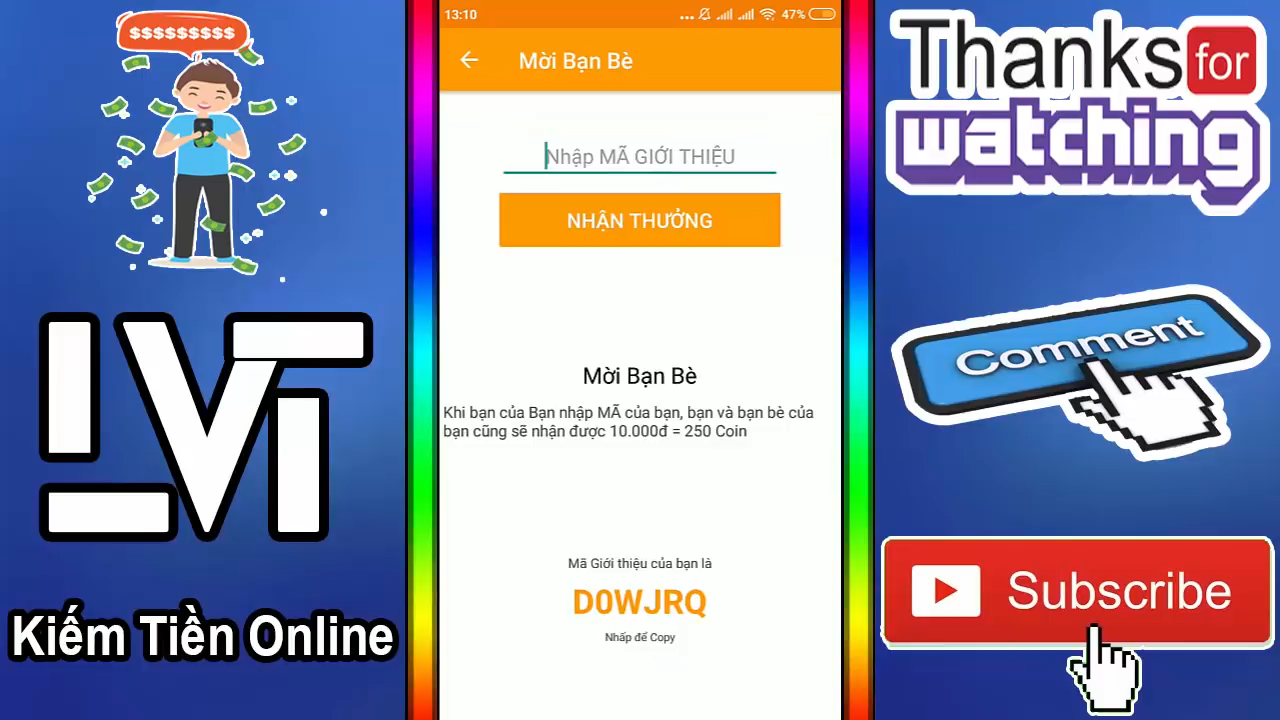 $$$$$$$$$
LVT
Kiếm Tiền Online
13:10
47%
Mời Bạn Bè
Nhập MÃ GIỚI THIỆU
NHẬN THƯỞNG
Mời Bạn Bè
Khi bạn của Bạn nhập MÃ của bạn, bạn và bạn bè của
bạn cũng sẽ nhận được 10.000đ = 250 Coin
Mã Giới thiệu của bạn là
D0WJRQ
Nhấp để Copy
Thanks for
watching
Comment
Subscribe